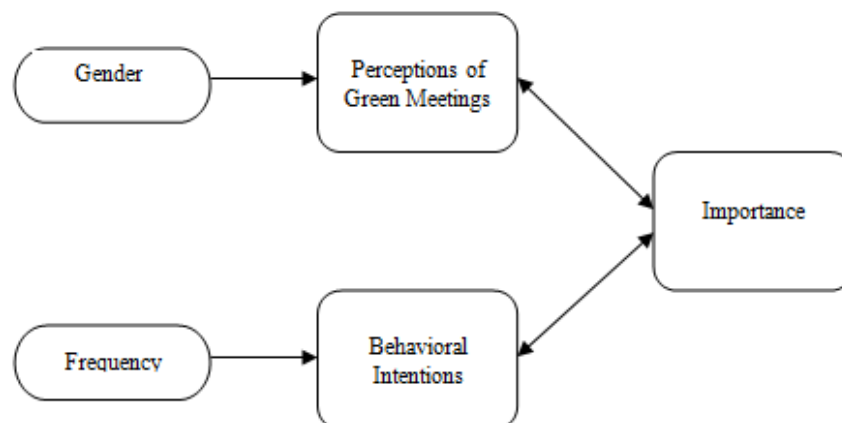 Gender
Perceptions of
Green Meetings
Importance
Frequency
Behavioral
Intentions